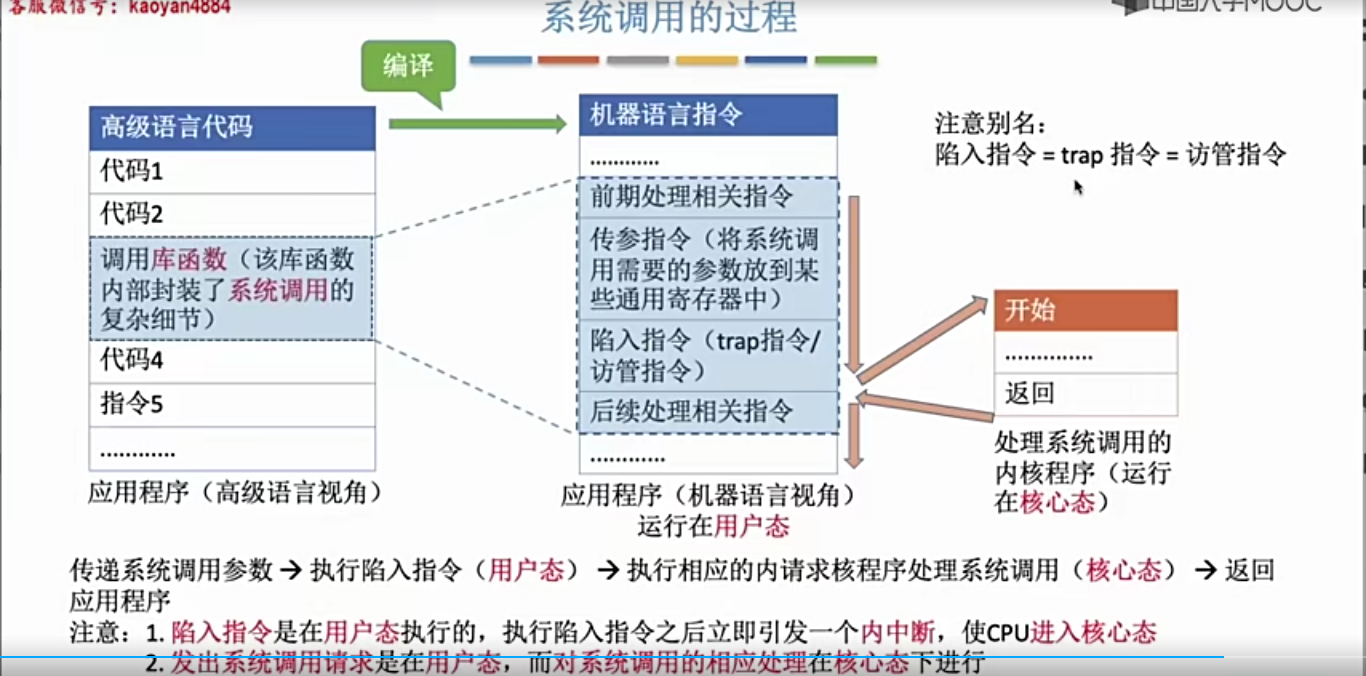 客服微信号：kaoyan4884
中国大学MOOC
系统调用的过程
编译
高级语言代码
代码1
代码2
调用库函数（该库函数
内部封装了系统调用的
复杂细节）
代码4
指令5
............
应用程序（高级语言视角）
机器语言指令
............
前期处理相关指令
传参指令（将系统调
用需要的参数放到某
些通用寄存器中）
陷入指令（trap指令/
访管指令）
后续处理相关指令
............
应用程序（机器语言视角）
运行在用户态
注意别名：
陷入指令 = trap 指令 = 访管指令
开始
..............
返回
处理系统调用的
内核程序（运行
在核心态）
传递系统调用参数 → 执行陷入指令（用户态） → 执行相应的内请求核程序处理系统调用（核心态） → 返回
应用程序
注意：1. 陷入指令是在用户态执行的，执行陷入指令之后立即引发一个内中断，使CPU进入核心态
2. 发出系统调用请求是在用户态，而对系统调用的相应处理在核心态下进行